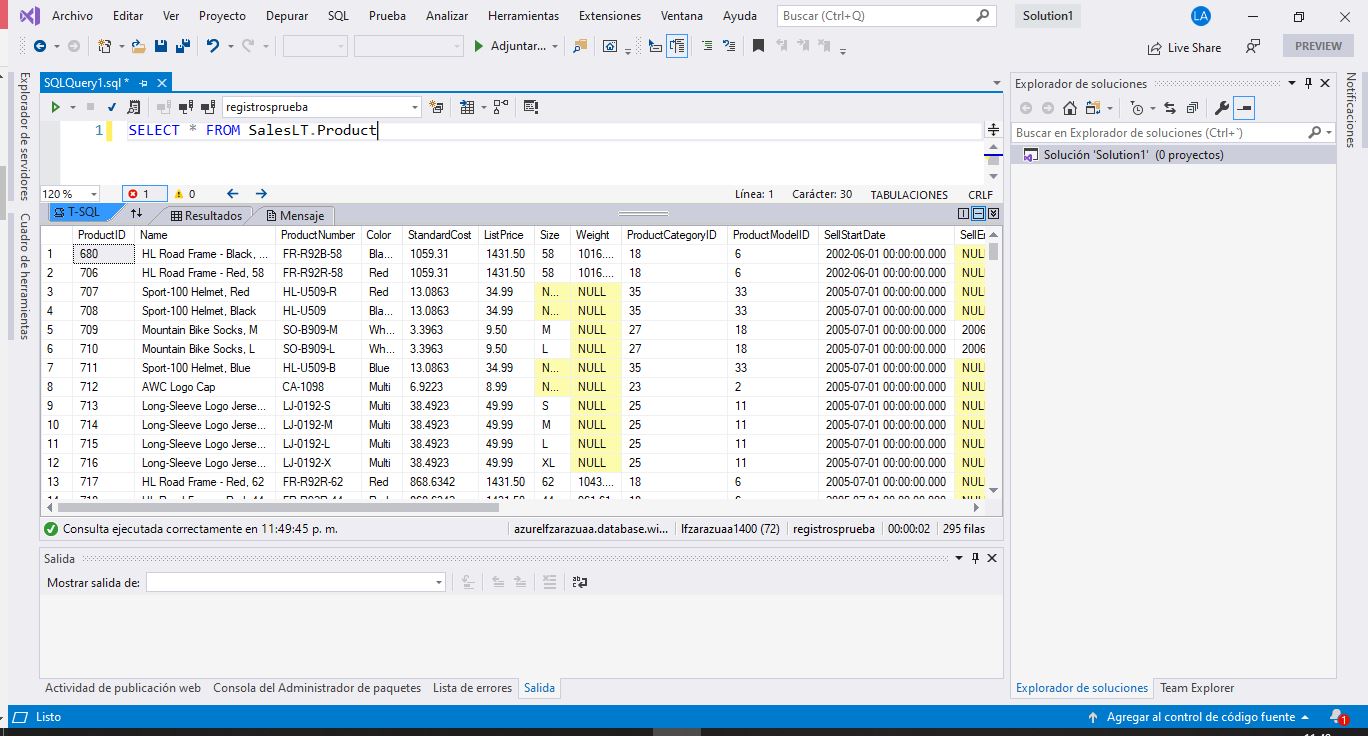 Archivo Editar Ver Proyecto Depurar SQL Prueba Analizar Herramientas Extensiones Ventana Ayuda Buscar (Ctrl+Q) Solution1 LA
Adjuntar... Live Share PREVIEW
Explorador de servidores
Cuadro de herramientas
SQLQuery1.sql*
registrosprueba
1 SELECT * FROM SalesLT.Product
120 % 1 0 Línea: 1 Carácter: 30 TABULACIONES CRLF
T-SQL Resultados Mensaje
ProductID Name ProductNumber Color StandardCost ListPrice Size Weight ProductCategoryID ProductModelID SellStartDate
1 680 HL Road Frame - Black, ... FR-R92B-58 Bla... 1059.31 1431.50 58 1016.... 18 6 2002-06-01 00:00:00.000 NUL
2 706 HL Road Frame - Red, 58 FR-R92R-58 Red 1059.31 1431.50 58 1016.... 18 6 2002-06-01 00:00:00.000 NUL
3 707 Sport-100 Helmet, Red HL-U509-R Red 13.0863 34.99 N... NULL 35 33 2005-07-01 00:00:00.000 NUL
4 708 Sport-100 Helmet, Black HL-U509 Bla... 13.0863 34.99 N... NULL 35 33 2005-07-01 00:00:00.000 NUL
5 709 Mountain Bike Socks, M SO-B909-M Wh... 3.3963 9.50 M NULL 27 18 2005-07-01 00:00:00.000 2006
6 710 Mountain Bike Socks, L SO-B909-L Wh... 3.3963 9.50 L NULL 27 18 2005-07-01 00:00:00.000 2006
7 711 Sport-100 Helmet, Blue HL-U509-B Blue 13.0863 34.99 N... NULL 35 33 2005-07-01 00:00:00.000 NUL
8 712 AWC Logo Cap CA-1098 Multi 6.9223 8.99 N... NULL 23 2 2005-07-01 00:00:00.000 NUL
9 713 Long-Sleeve Logo Jerse... LJ-0192-S Multi 38.4923 49.99 S NULL 25 11 2005-07-01 00:00:00.000 NUL
10 714 Long-Sleeve Logo Jerse... LJ-0192-M Multi 38.4923 49.99 M NULL 25 11 2005-07-01 00:00:00.000 NUL
11 715 Long-Sleeve Logo Jerse... LJ-0192-L Multi 38.4923 49.99 L NULL 25 11 2005-07-01 00:00:00.000 NUL
12 716 Long-Sleeve Logo Jerse... LJ-0192-X Multi 38.4923 49.99 XL NULL 25 11 2005-07-01 00:00:00.000 NUL
13 717 HL Road Frame - Red, 62 FR-R92R-62 Red 868.6342 1431.50 62 1043.... 18 6 2005-07-01 00:00:00.000 NUL
Consulta ejecutada correctamente en 11:49:45 p. m. azurelfzarazuaa.database.wi... lfzarazuaa1400 (72) registrosprueba 00:00:02 295 filas
Salida
Mostrar salida de:
Actividad de publicación web Consola del Administrador de paquetes Lista de errores Salida
Explorador de soluciones
Buscar en Explorador de soluciones (Ctrl+`)
Solución 'Solution1' (0 proyectos)
Explorador de soluciones Team Explorer
Notificaciones
Listo Agregar al control de código fuente 1